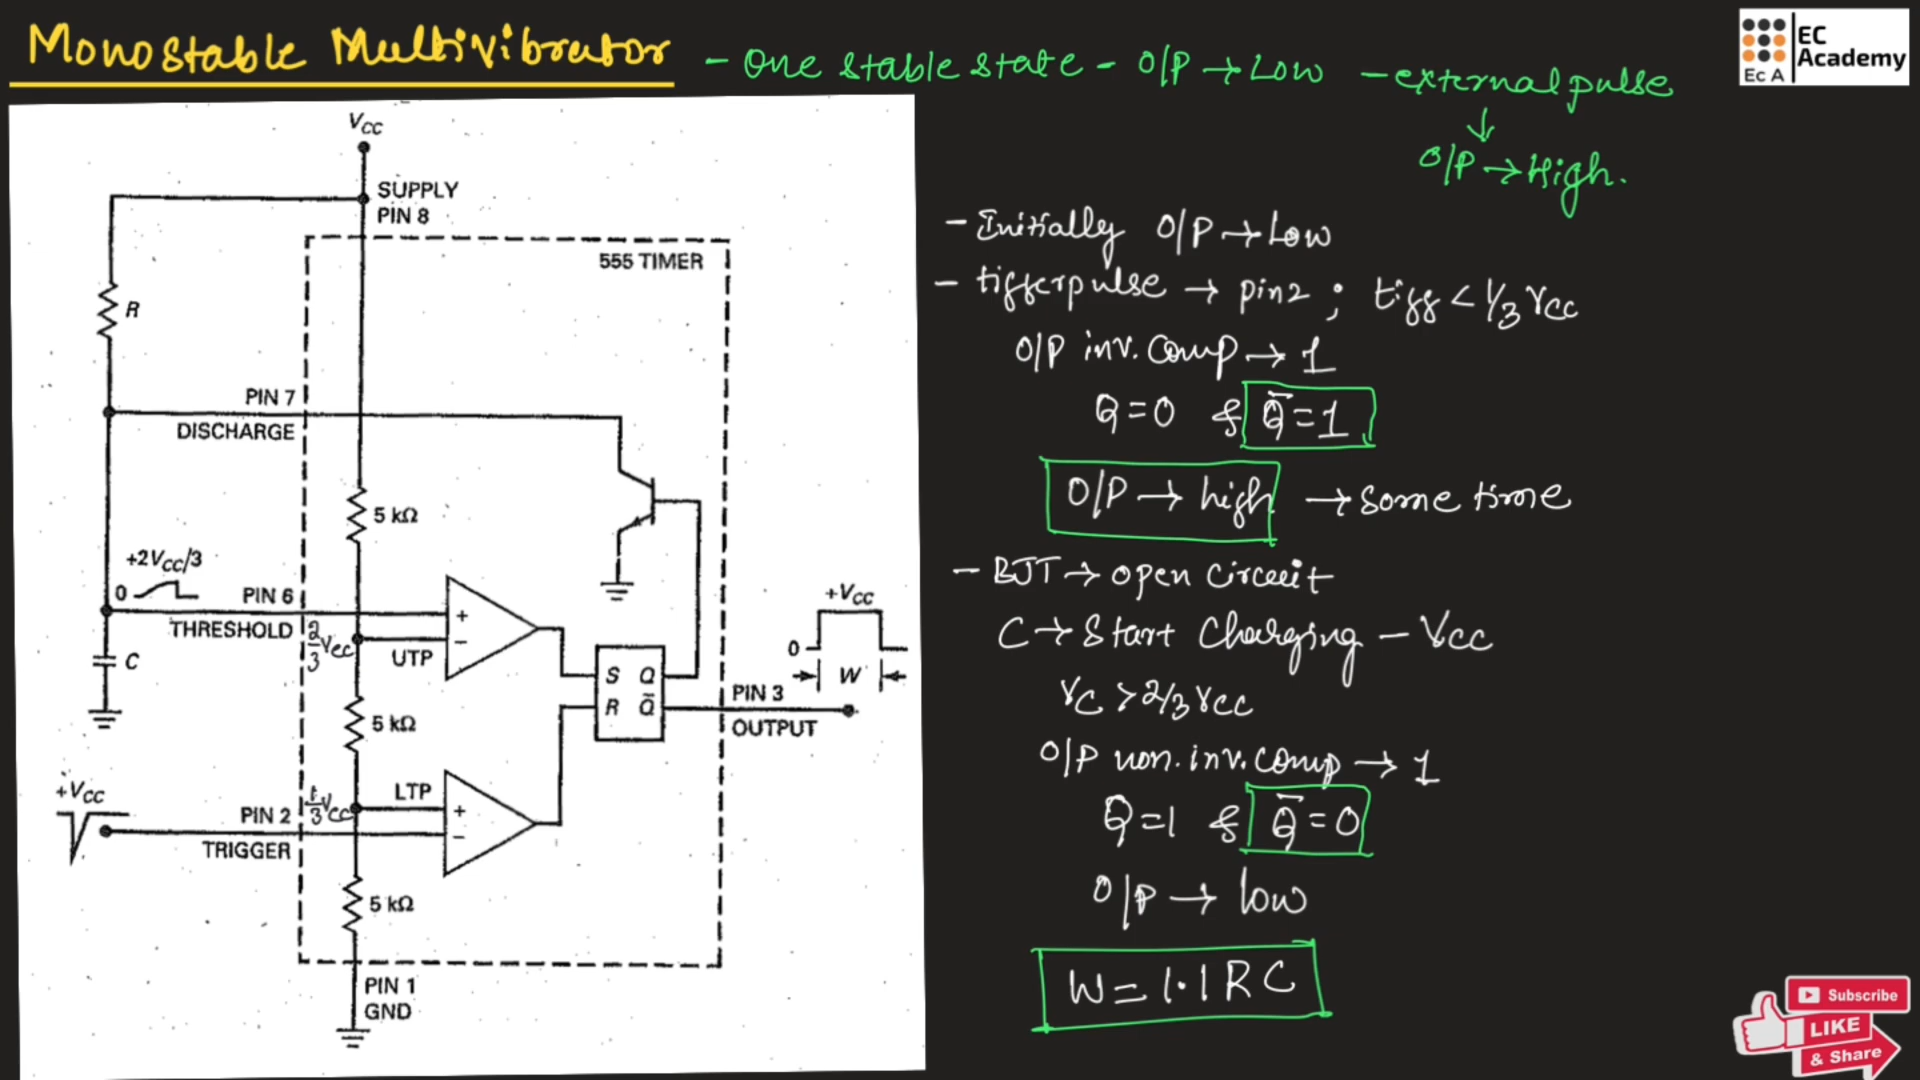 Monostable Multivibrator - One stable state - O/P → Low - external pulse
↓
O/P → High.
EC Academy
Ec A
- Initially O/P → Low
- tiggerpulse → pin2 ; tigg < 1/3 Vcc
O/P inv. comp → 1
Q = 0 & Q̅ = 1
O/P → high → some time
- BJT → open circuit
C → start charging - Vcc
Vc > 2/3 Vcc
O/P non. inv. comp → 1
Q = 1 & Q̅ = 0
O/P → low
W = 1.1 RC
VCC
SUPPLY
PIN 8
555 TIMER
R
PIN 7
DISCHARGE
5 kΩ
+2VCC/3
0
PIN 6
THRESHOLD
2/3 Vcc
+
-
UTP
C
S Q
R Q̅
+VCC
0
W
PIN 3
OUTPUT
5 kΩ
+VCC
PIN 2
TRIGGER
1/3 Vcc
LTP
+
-
5 kΩ
PIN 1
GND
Subscribe
LIKE
& Share